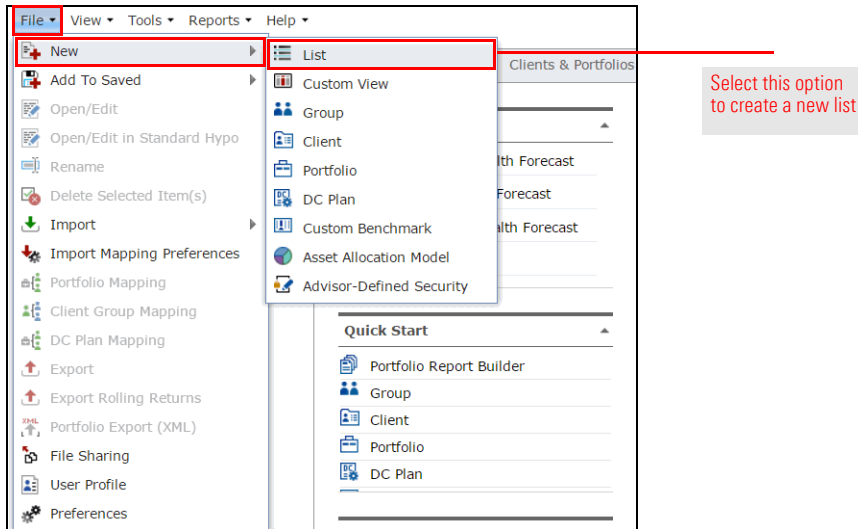 File View Tools Reports Help
New
Add To Saved
Open/Edit
Open/Edit in Standard Hypo
Rename
Delete Selected Item(s)
Import
Import Mapping Preferences
Portfolio Mapping
Client Group Mapping
DC Plan Mapping
Export
Export Rolling Returns
XML Portfolio Export (XML)
File Sharing
User Profile
Preferences
List
Custom View
Group
Client
Portfolio
DC Plan
Custom Benchmark
Asset Allocation Model
Advisor-Defined Security
Clients & Portfolios
Forecast
Forecast
Forecast
Quick Start
Portfolio Report Builder
Group
Client
Portfolio
DC Plan
Select this option
to create a new list